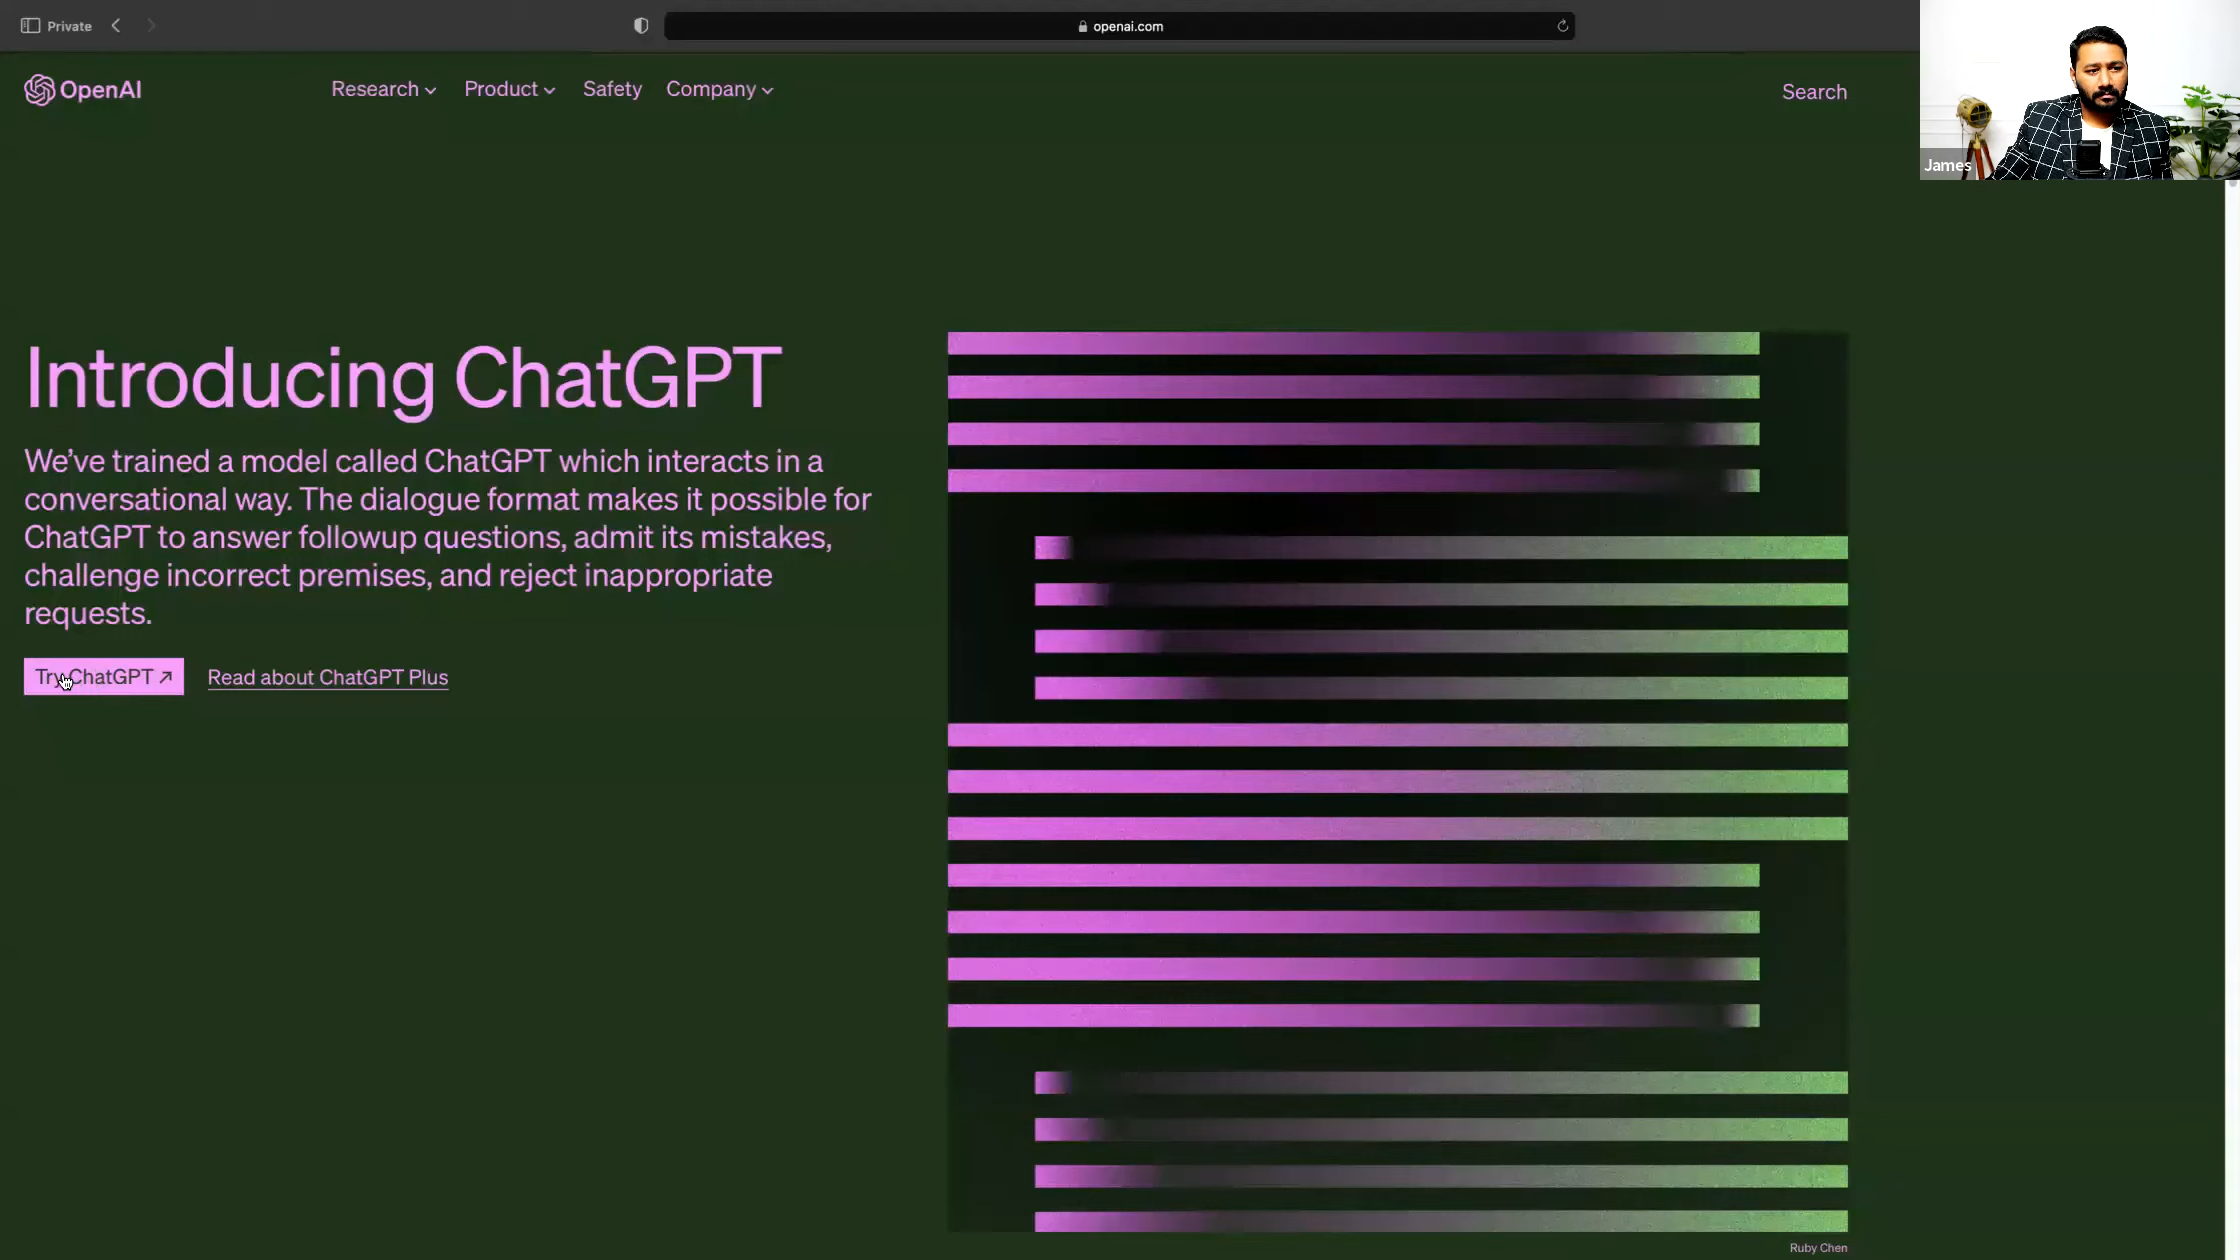 Private
openai.com
OpenAI
Research
Product
Safety
Company
Search
James
Introducing ChatGPT
We've trained a model called ChatGPT which interacts in a
conversational way. The dialogue format makes it possible for
ChatGPT to answer followup questions, admit its mistakes,
challenge incorrect premises, and reject inappropriate
requests.
Try ChatGPT ↗
Read about ChatGPT Plus
Ruby Chen